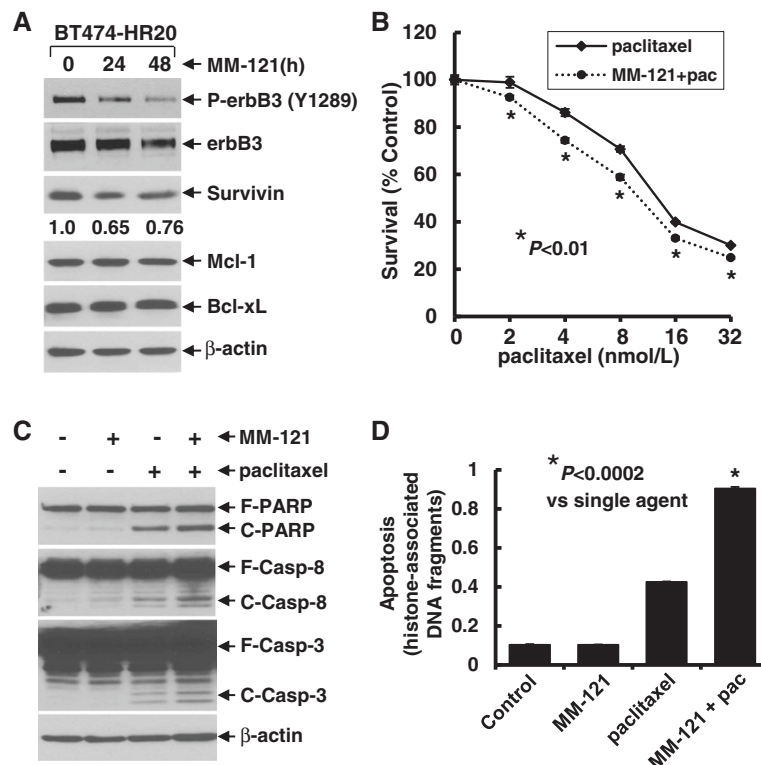 A
BT474-HR20
0 24 48 MM-121(h)
P-erbB3 (Y1289)
erbB3
Survivin
1.0 0.65 0.76
Mcl-1
Bcl-xL
β-actin
B
paclitaxel
MM-121+pac
Survival (% Control)
120
100
80
60
40
20
0
* * * * *
*P<0.01
0 2 4 8 16 32
paclitaxel (nmol/L)
C
- + - + MM-121
- - + + paclitaxel
F-PARP
C-PARP
F-Casp-8
C-Casp-8
F-Casp-3
C-Casp-3
β-actin
D
Apoptosis
(histone-associated
DNA fragments)
1
0.8
0.6
0.4
0.2
0
*P<0.0002
vs single agent
*
Control
MM-121
paclitaxel
MM-121 + pac